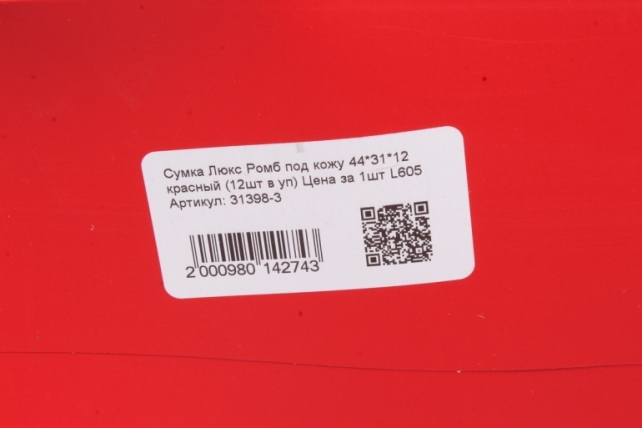 Сумка Люкс Ромб под кожу 44*31*12
красный (12шт в уп) Цена за 1шт L605
Артикул: 31398-3
2 000980 142743